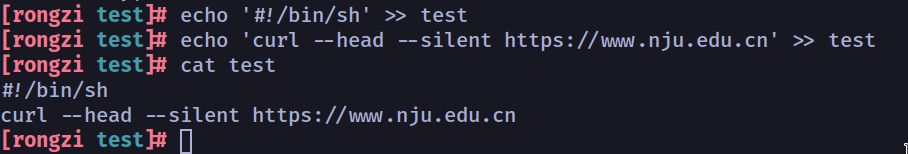 [rongzi test]# echo '#!/bin/sh' >> test
[rongzi test]# echo 'curl --head --silent https://www.nju.edu.cn' >> test
[rongzi test]# cat test
#!/bin/sh
curl --head --silent https://www.nju.edu.cn
[rongzi test]#